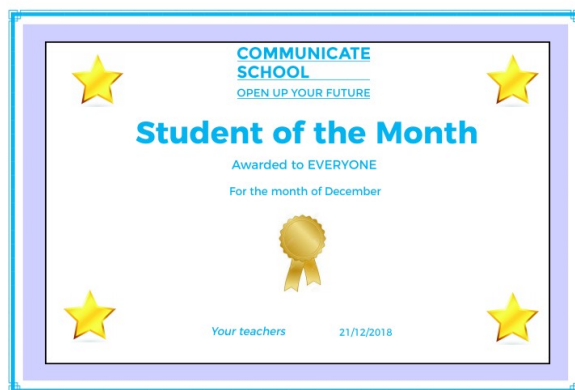 COMMUNICATE
SCHOOL
OPEN UP YOUR FUTURE
Student of the Month
Awarded to EVERYONE
For the month of December
Your teachers 21/12/2018